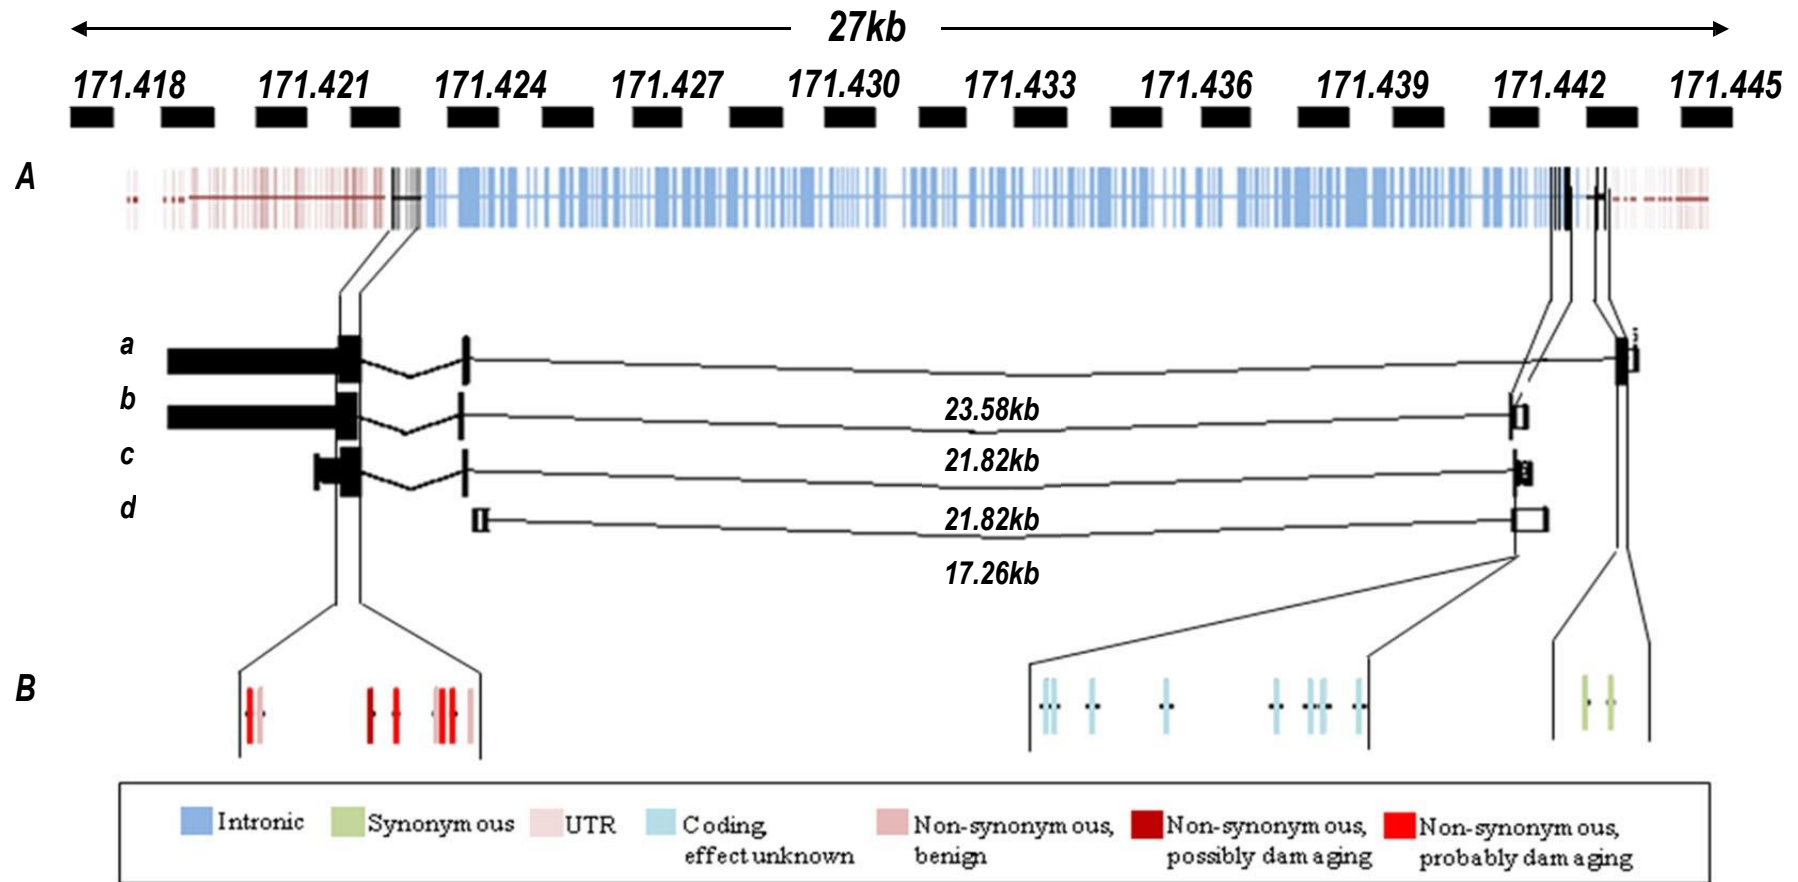 27kb
171.418 171.421 171.424 171.427 171.430 171.433 171.436 171.439 171.442 171.445
A
a
b
23.58kb
c
21.82kb
d
21.82kb
17.26kb
B
Intronic Synonymous UTR Coding, Non-synonymous, Non-synonymous, Non-synonymous,
effect unknown benign possibly damaging probably damaging